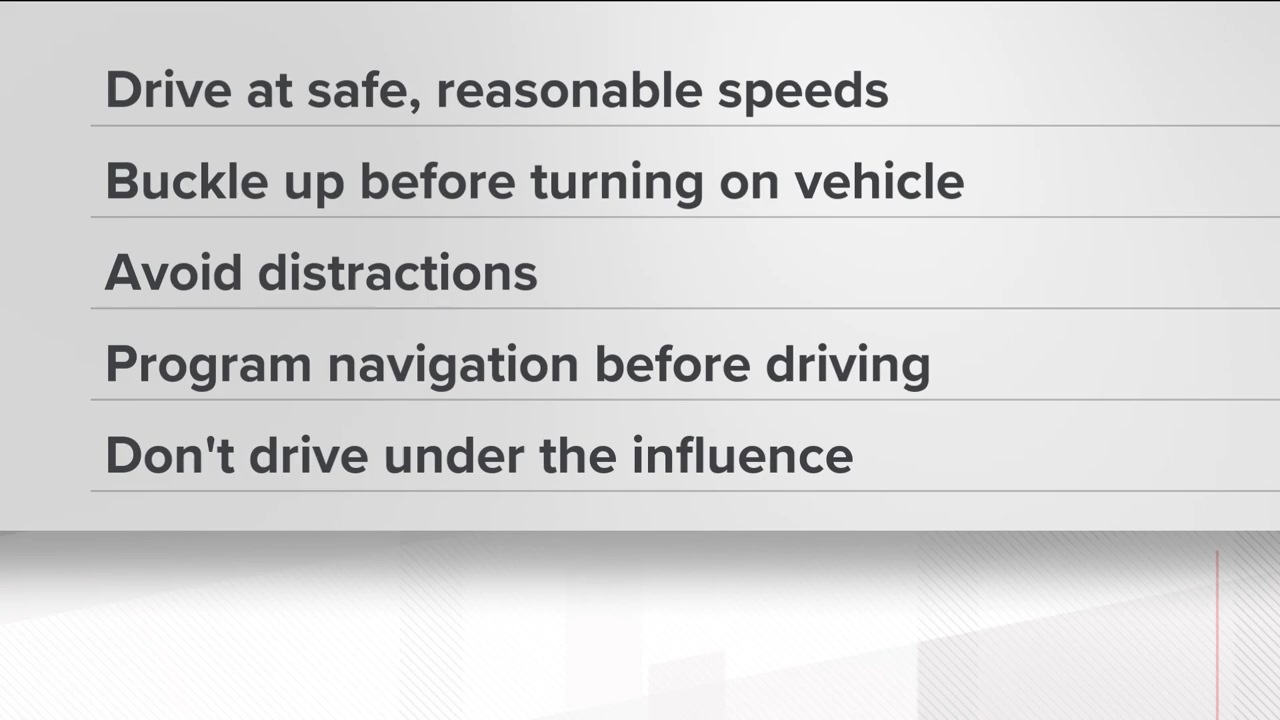 Drive at safe, reasonable speeds
Buckle up before turning on vehicle
Avoid distractions
Program navigation before driving
Don't drive under the influence